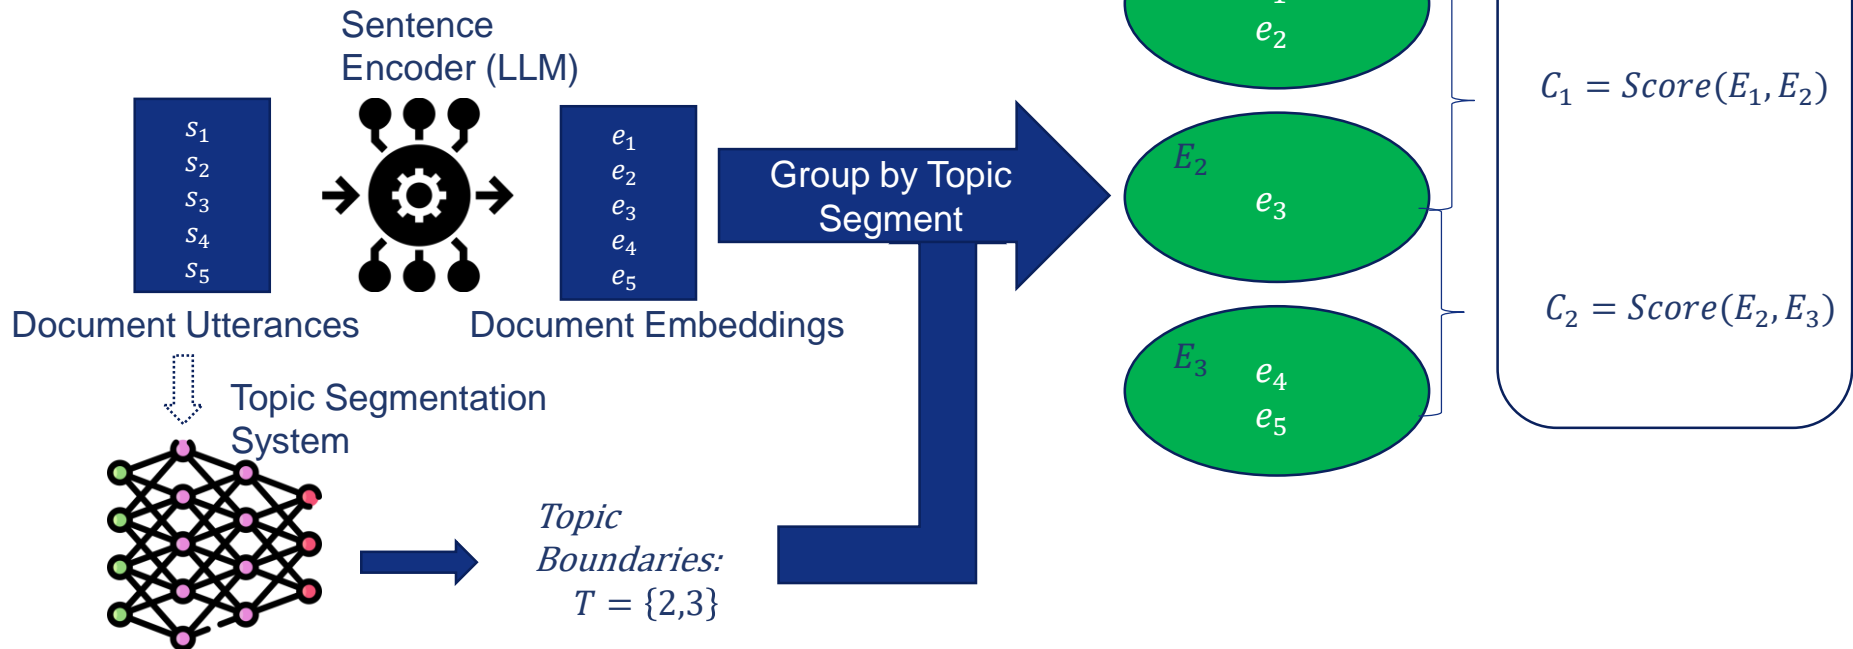 Sentence
Encoder (LLM)
s₁
s₂
s₃
s₄
s₅
Document Utterances
e₁
e₂
e₃
e₄
e₅
Document Embeddings
Topic Segmentation
System
Topic
Boundaries:
T = {2,3}
Group by Topic
Segment
e₂
E₂
e₃
E₃
e₄
e₅
C₁ = Score(E₁, E₂)
C₂ = Score(E₂, E₃)